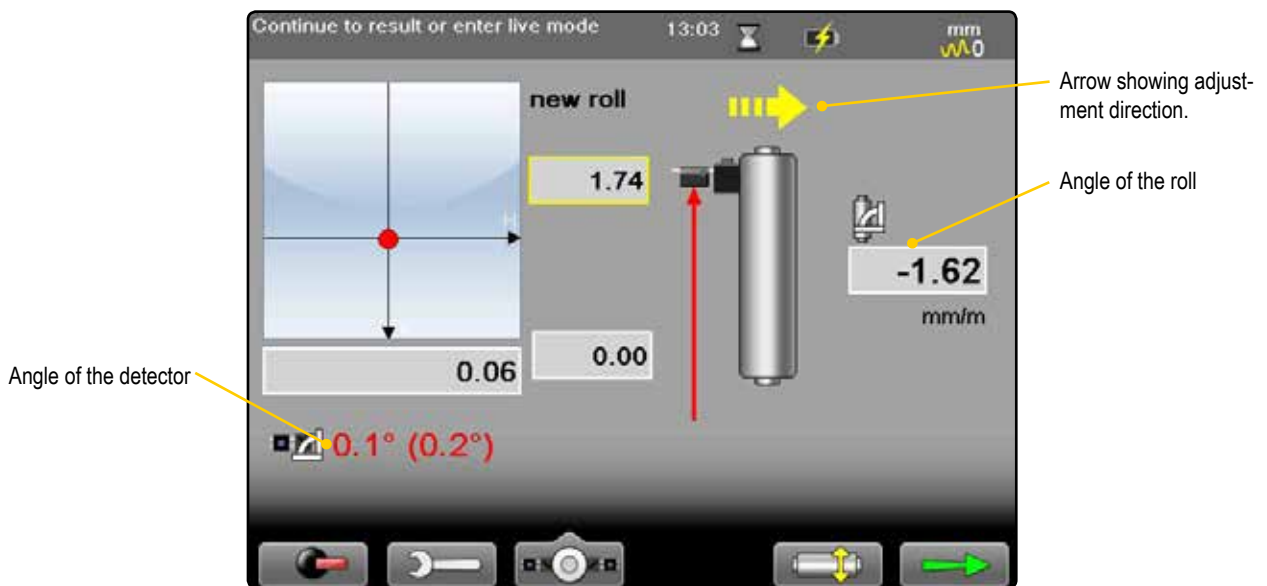 Continue to result or enter live mode
13:03
mm
0
new roll
1.74
H
-1.62
mm/m
0.00
0.06
0.1° (0.2°)
Arrow showing adjust-
ment direction.
Angle of the roll
Angle of the detector